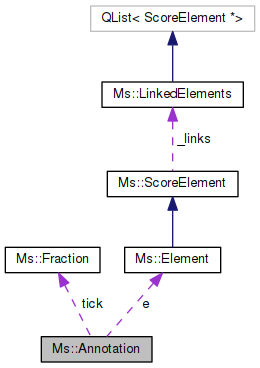 QList< ScoreElement *>
Ms::LinkedElements
_links
Ms::ScoreElement
Ms::Fraction
Ms::Element
tick
e
Ms::Annotation